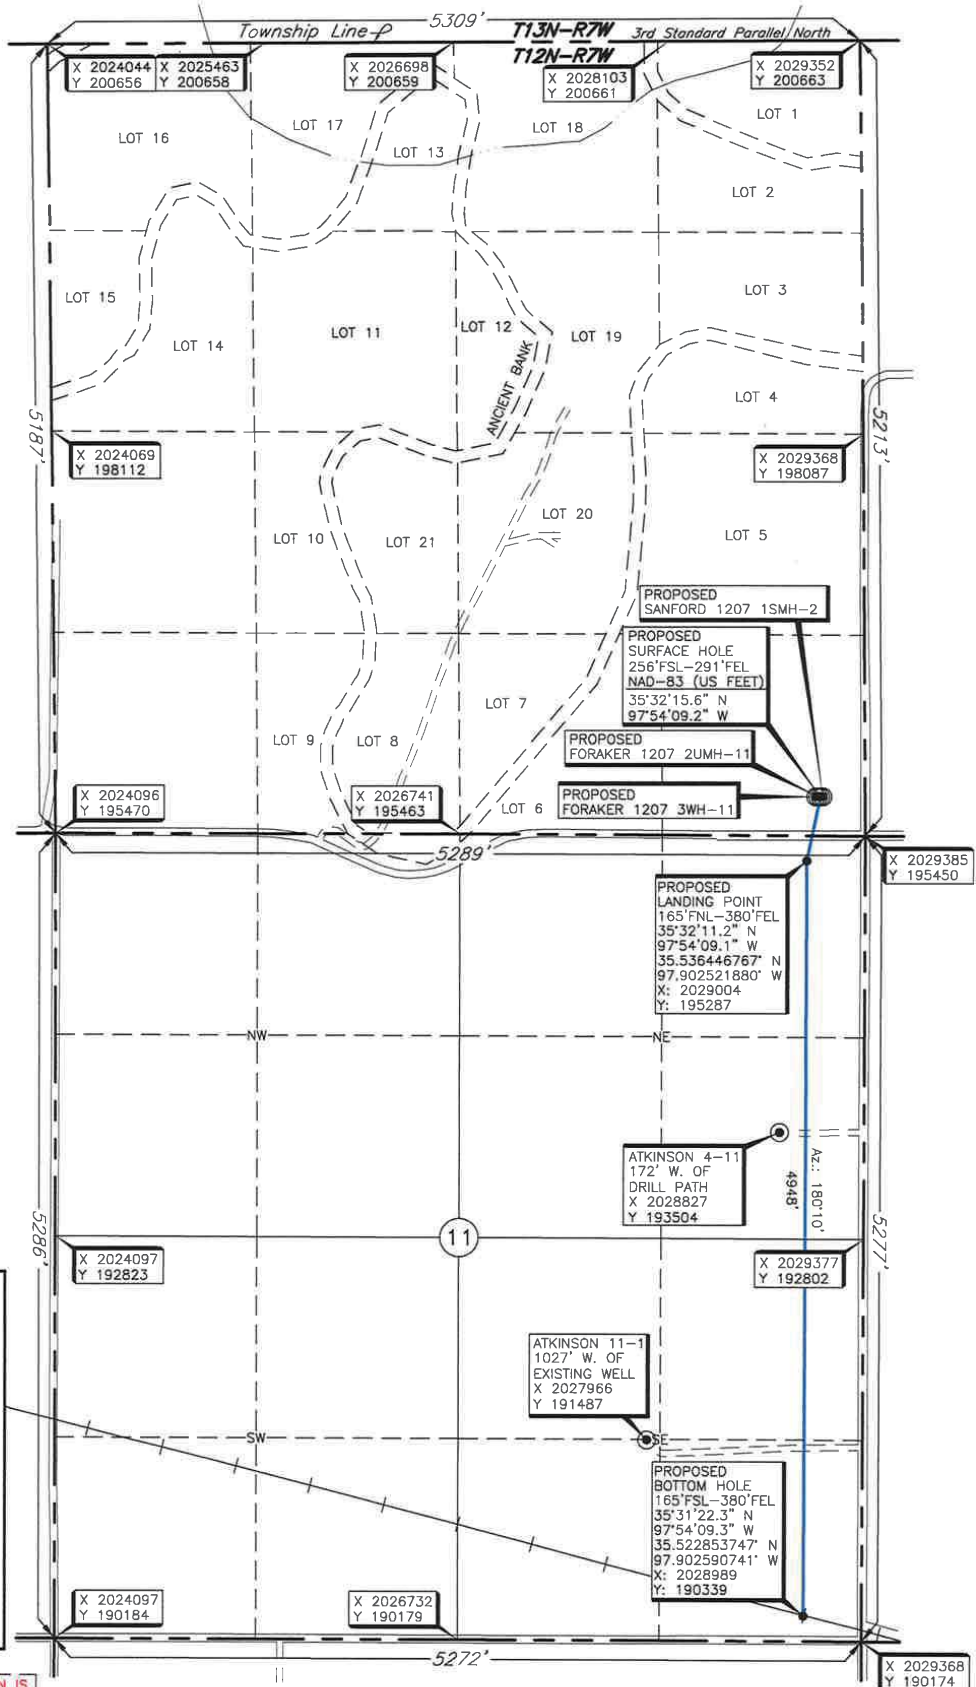 5309'
Township Line
T13N-R7W
3rd Standard Parallel North
T12N-R7W
X 2024044
Y 200656
X 2025463
Y 200658
X 2026698
Y 200659
X 2028103
Y 200661
X 2029352
Y 200663
LOT 16
LOT 17
LOT 13
LOT 18
LOT 1
LOT 2
LOT 15
LOT 14
LOT 11
LOT 12
LOT 19
LOT 3
ANCIENT BANK
LOT 4
5187'
5213'
X 2024069
Y 198112
X 2029368
Y 198087
LOT 10
LOT 21
LOT 20
LOT 5
PROPOSED
SANFORD 1207 1SMH-2
PROPOSED
SURFACE HOLE
256'FSL-291'FEL
NAD-83 (US FEET)
35°32'15.6" N
97°54'09.2" W
LOT 7
LOT 9
LOT 8
PROPOSED
FORAKER 1207 2UMH-11
PROPOSED
FORAKER 1207 3WH-11
LOT 6
X 2024096
Y 195470
X 2026741
Y 195463
5289'
X 2029385
Y 195450
PROPOSED
LANDING POINT
165'FNL-380'FEL
35°32'11.2" N
97°54'09.1" W
35.536446767° N
97.902521880° W
X: 2029004
Y: 195287
NW
NE
ATKINSON 4-11
172' W. OF
DRILL PATH
X 2028827
Y 193504
Az.: 180°10'
4948'
5286'
5277'
11
X 2024097
Y 192823
X 2029377
Y 192802
ATKINSON 11-1
1027' W. OF
EXISTING WELL
X 2027966
Y 191487
SW
SE
PROPOSED
BOTTOM HOLE
165'FSL-380'FEL
35°31'22.3" N
97°54'09.3" W
35.522853747° N
97.902590741° W
X: 2028989
Y: 190339
X 2024097
Y 190184
X 2026732
Y 190179
5272'
X 2029368
Y 190174
N IS